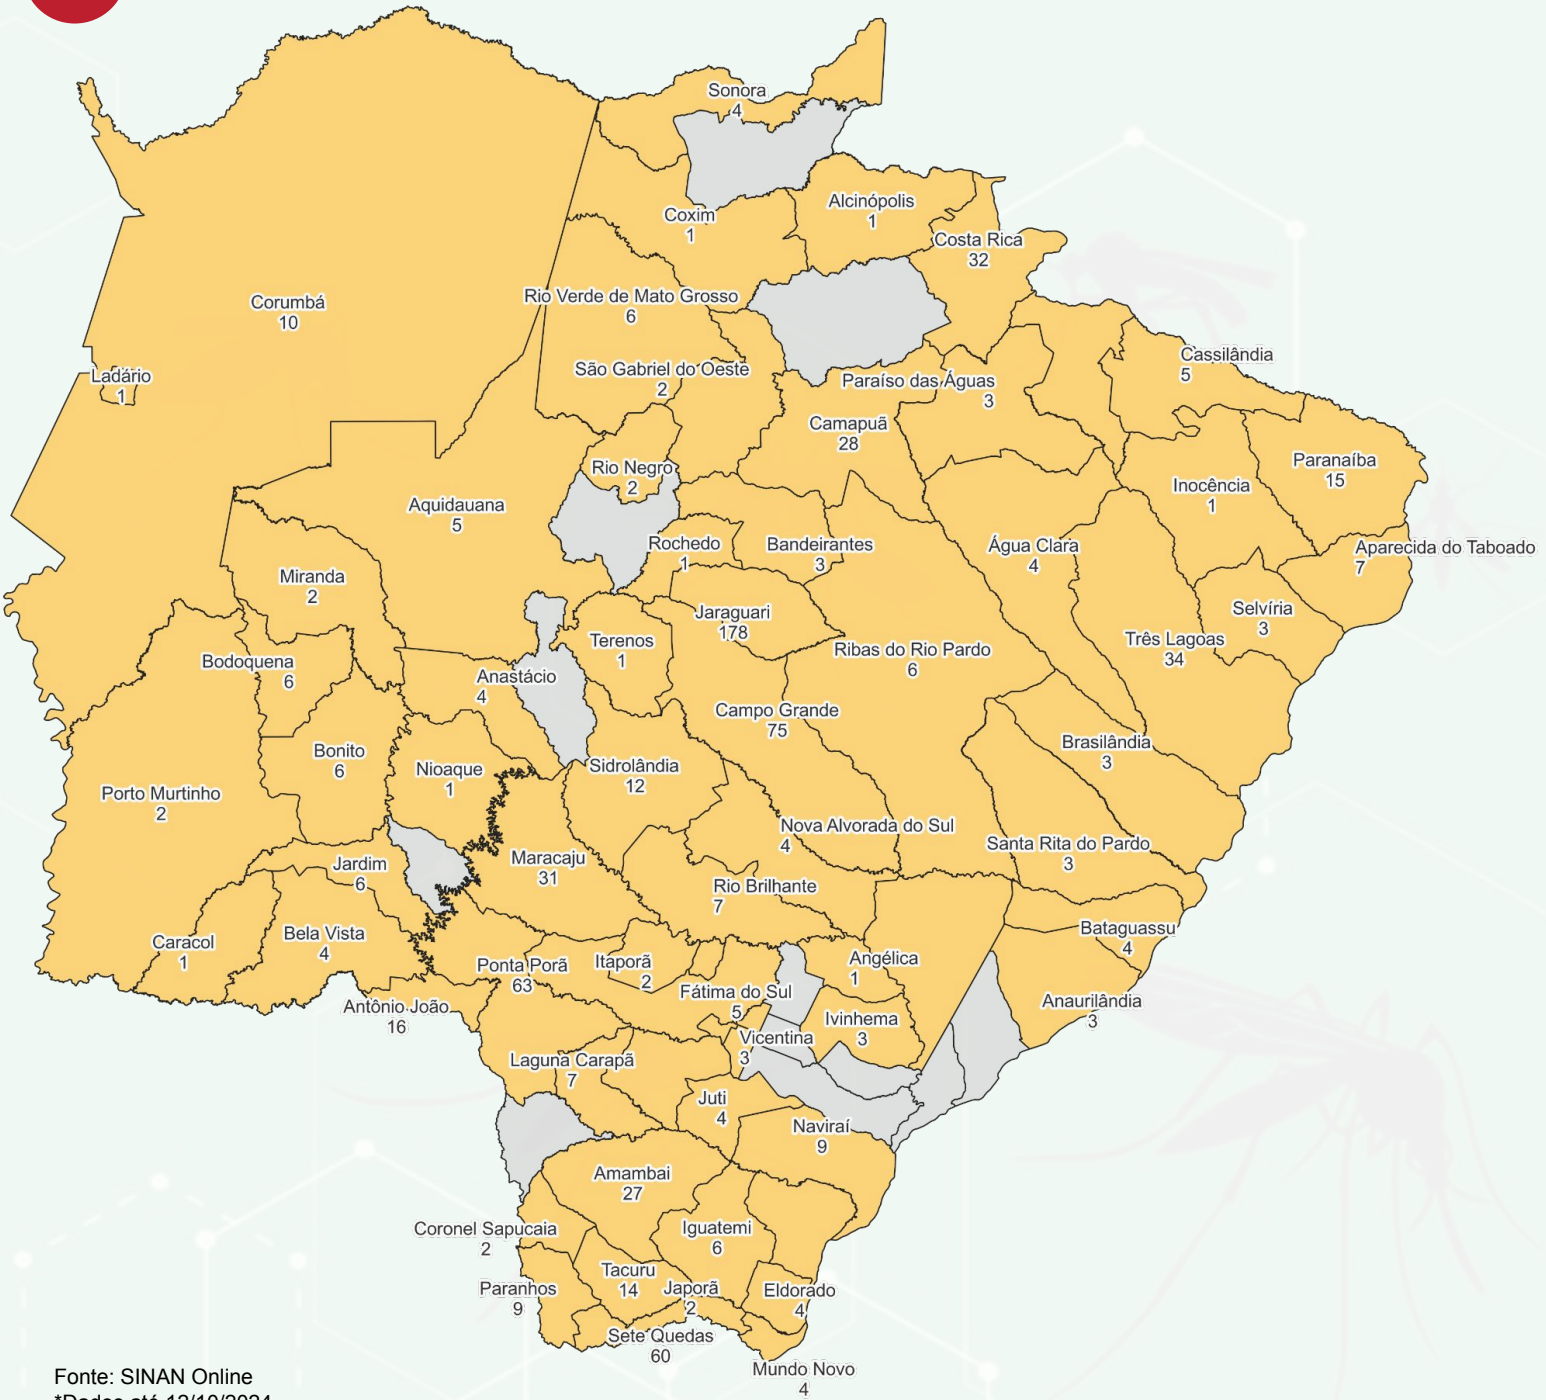 Sonora
4
Alcinópolis
1
Coxim
1
Costa Rica
32
Rio Verde de Mato Grosso
6
Corumbá
10
Cassilândia
5
São Gabriel do Oeste
2
Ladário
1
Paraíso das Águas
3
Camapuã
28
Paranaíba
15
Rio Negro
2
Inocência
1
Aquidauana
5
Rochedo
1
Bandeirantes
3
Água Clara
4
Aparecida do Taboado
7
Miranda
2
Jaraguari
178
Selvíria
3
Terenos
1
Três Lagoas
34
Ribas do Rio Pardo
6
Bodoquena
6
Anastácio
4
Campo Grande
75
Brasilândia
3
Bonito
6
Nioaque
1
Sidrolândia
12
Porto Murtinho
2
Nova Alvorada do Sul
4
Santa Rita do Pardo
3
Maracaju
31
Jardim
6
Rio Brilhante
7
Bataguassu
4
Bela Vista
4
Caracol
1
Angélica
1
Itaporã
2
Ponta Porã
63
Fátima do Sul
5
Anaurilândia
3
Antônio João
16
Ivinhema
3
Vicentina
3
Laguna Carapã
7
Juti
4
Naviraí
9
Amambai
27
Coronel Sapucaia
2
Iguatemi
6
Tacuru
14
Japorã
2
Paranhos
9
Eldorado
4
Sete Quedas
60
Mundo Novo
4
Fonte: SINAN Online
*Dados até 12/10/2024